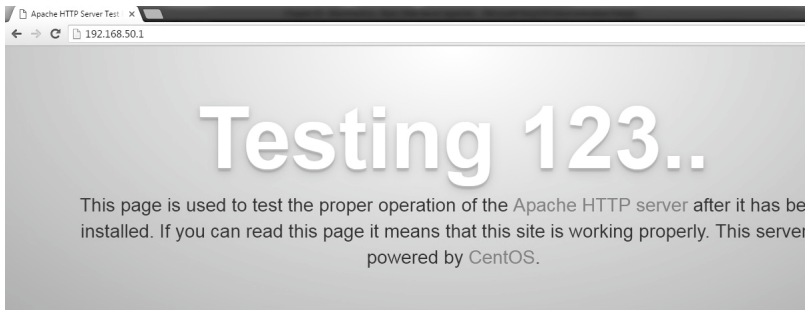 Apache HTTP Server Test
192.168.50.1
Testing 123..
This page is used to test the proper operation of the Apache HTTP server after it has be
installed. If you can read this page it means that this site is working properly. This server
powered by CentOS.